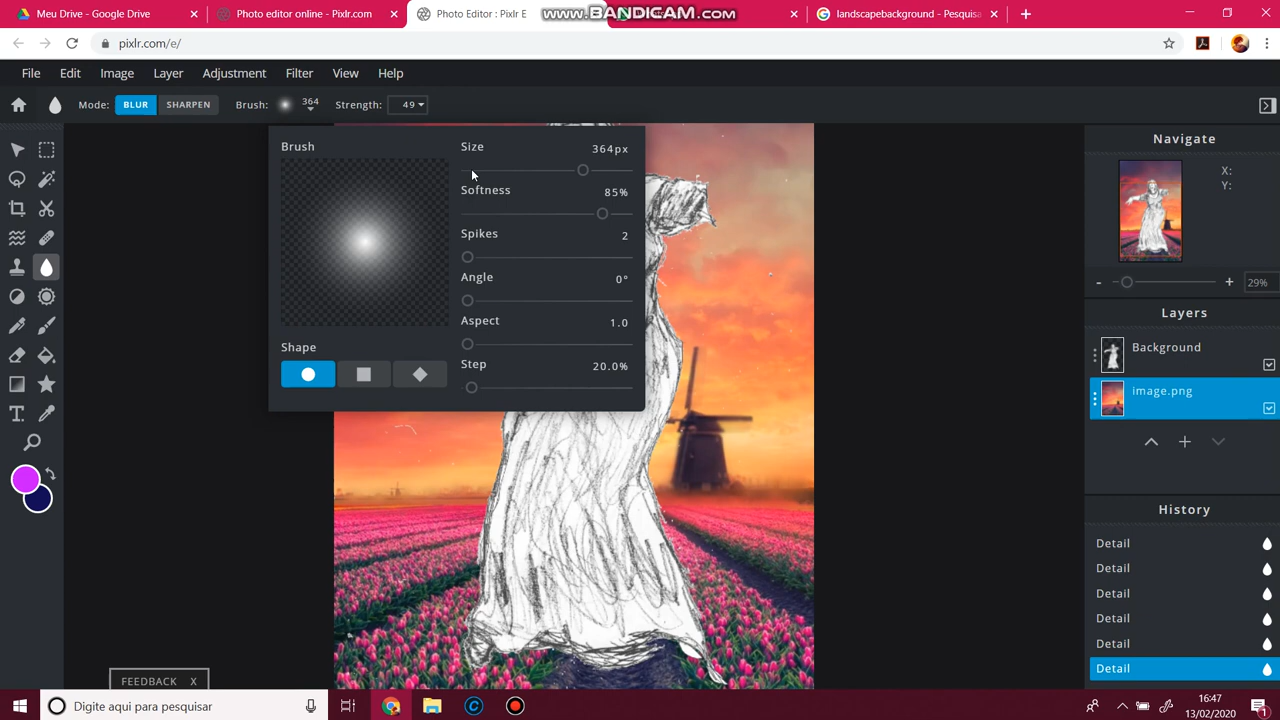 Meu Drive - Google Drive
Photo editor online - Pixlr.com
Photo Editor : Pixlr E
www.BANDICAM.com
landscapebackground - Pesquisa
pixlr.com/e/
File Edit Image Layer Adjustment Filter View Help
Mode: BLUR SHARPEN Brush: 364 Strength: 49
Brush
Size 364px
Softness 85%
Spikes 2
Angle 0°
Aspect 1.0
Step 20.0%
Shape
Navigate
X:
Y:
- + 29%
Layers
Background
image.png
History
Detail
Detail
Detail
Detail
Detail
Detail
FEEDBACK X
Digite aqui para pesquisar
16:47
13/02/2020
1